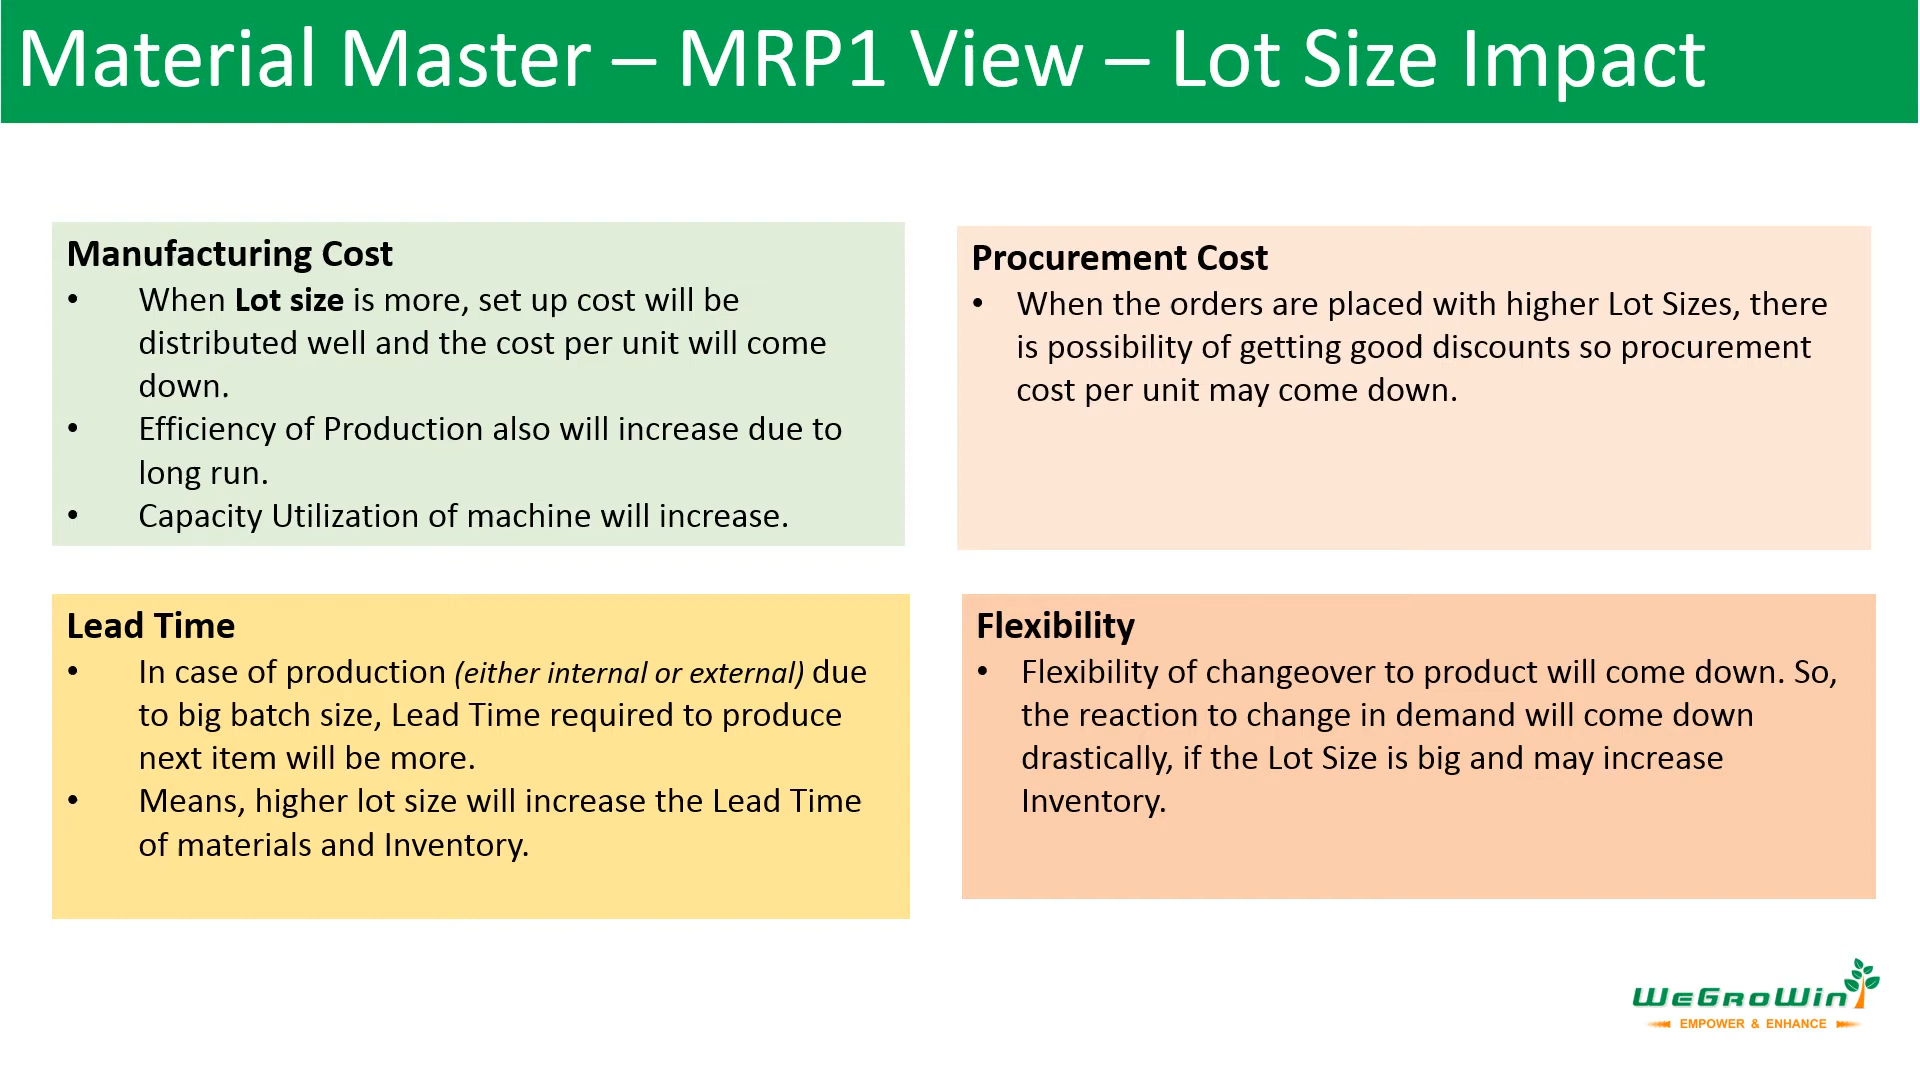 Material Master – MRP1 View – Lot Size Impact
Manufacturing Cost
• When Lot size is more, set up cost will be
distributed well and the cost per unit will come
down.
• Efficiency of Production also will increase due to
long run.
• Capacity Utilization of machine will increase.
Procurement Cost
• When the orders are placed with higher Lot Sizes, there
is possibility of getting good discounts so procurement
cost per unit may come down.
Lead Time
• In case of production (either internal or external) due
to big batch size, Lead Time required to produce
next item will be more.
• Means, higher lot size will increase the Lead Time
of materials and Inventory.
Flexibility
• Flexibility of changeover to product will come down. So,
the reaction to change in demand will come down
drastically, if the Lot Size is big and may increase
Inventory.
WeGroWin
EMPOWER & ENHANCE